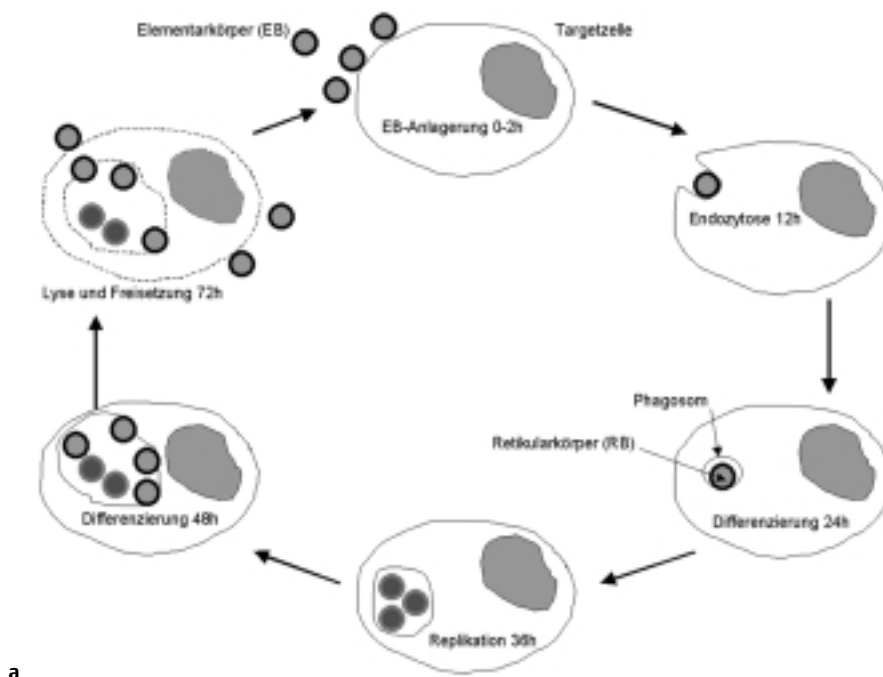 Elementarkörper (EB)
Targetzelle
EB-Anlagerung 0-2h
Endozytose 12h
Phagosom
Retikularkörper (RB)
Differenzierung 24h
Replikation 36h
Differenzierung 48h
Lyse und Freisetzung 72h
a